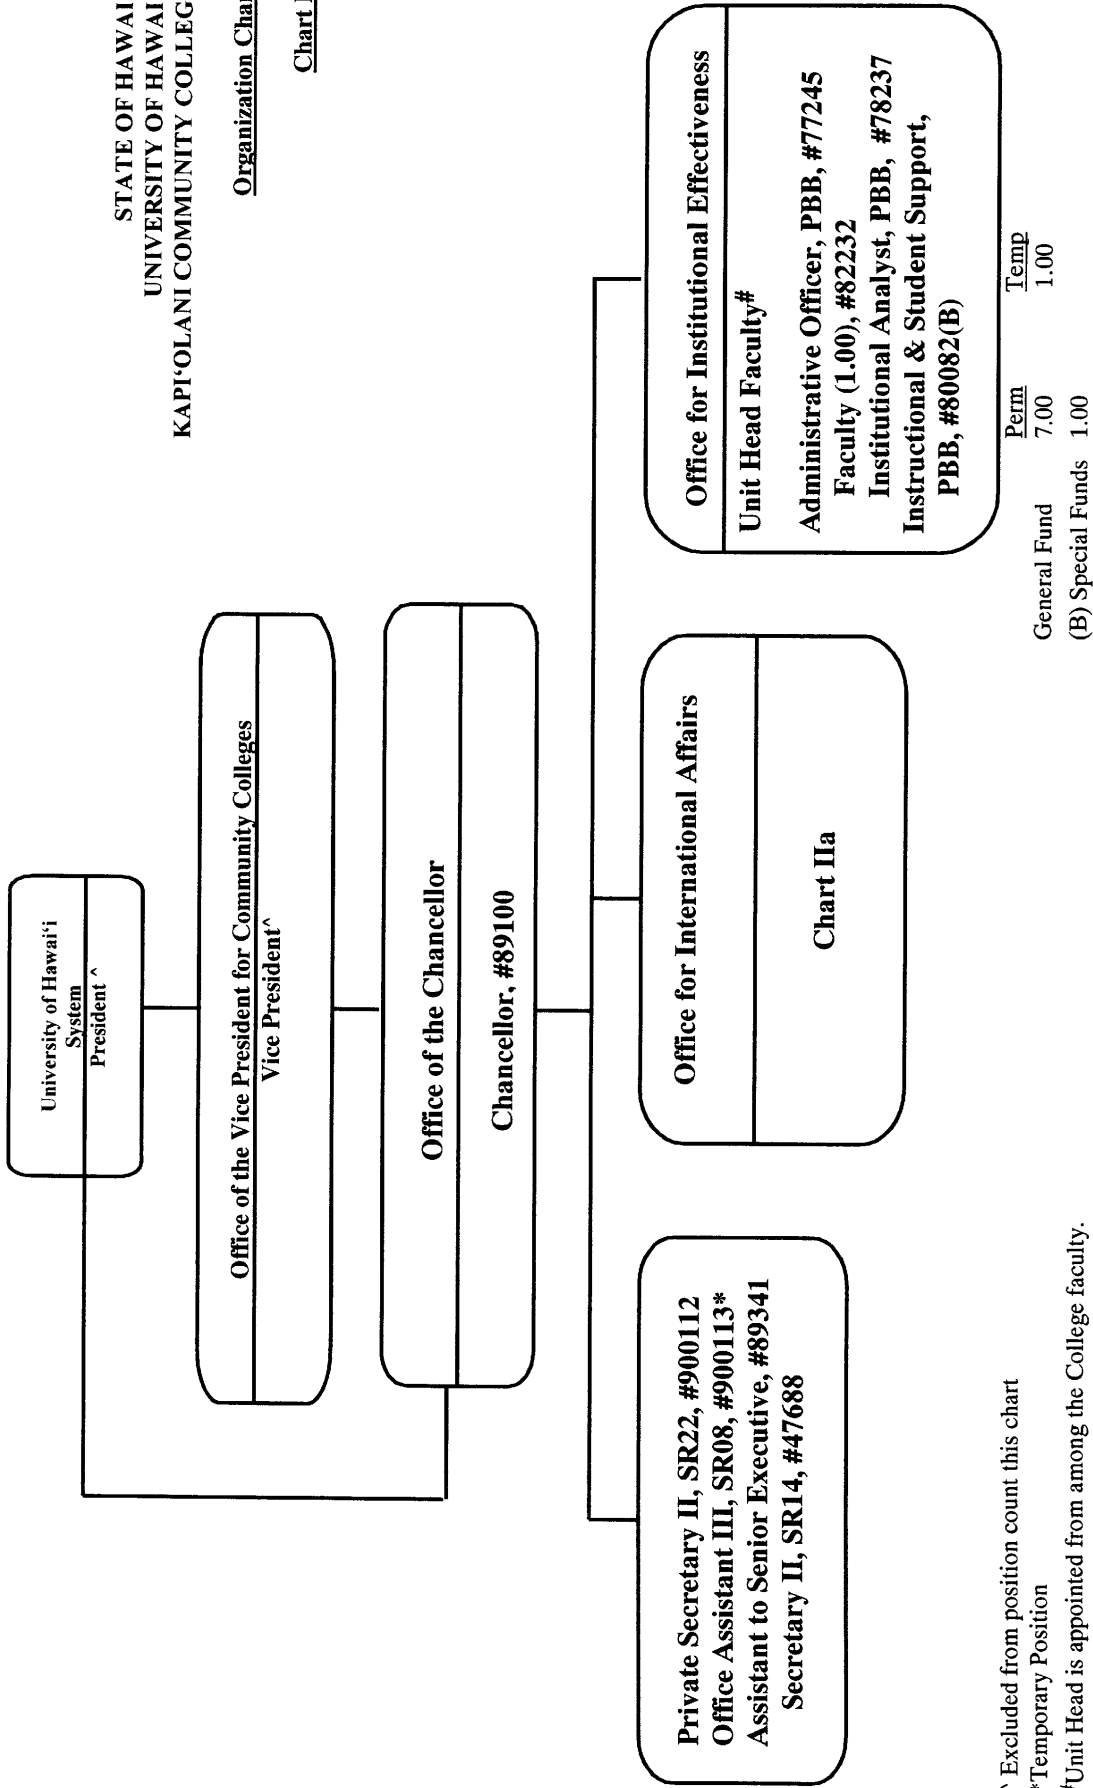 STATE OF HAWAI
UNIVERSITY OF HAWAI
KAPI‘OLANI COMMUNITY COLLEG
Organization Char
Chart I
University of Hawai‘i
System
President ^
Office of the Vice President for Community Colleges
Vice President^
Office of the Chancellor
Chancellor, #89100
Private Secretary II, SR22, #900112
Office Assistant III, SR08, #900113*
Assistant to Senior Executive, #89341
Secretary II, SR14, #47688
Office for International Affairs
Chart IIa
Office for Institutional Effectiveness
Unit Head Faculty#
Administrative Officer, PBB, #77245
Faculty (1.00), #82232
Institutional Analyst, PBB, #78237
Instructional & Student Support,
PBB, #80082(B)
Perm Temp
General Fund 7.00 1.00
(B) Special Funds 1.00
^ Excluded from position count this chart
*Temporary Position
#Unit Head is appointed from among the College faculty.